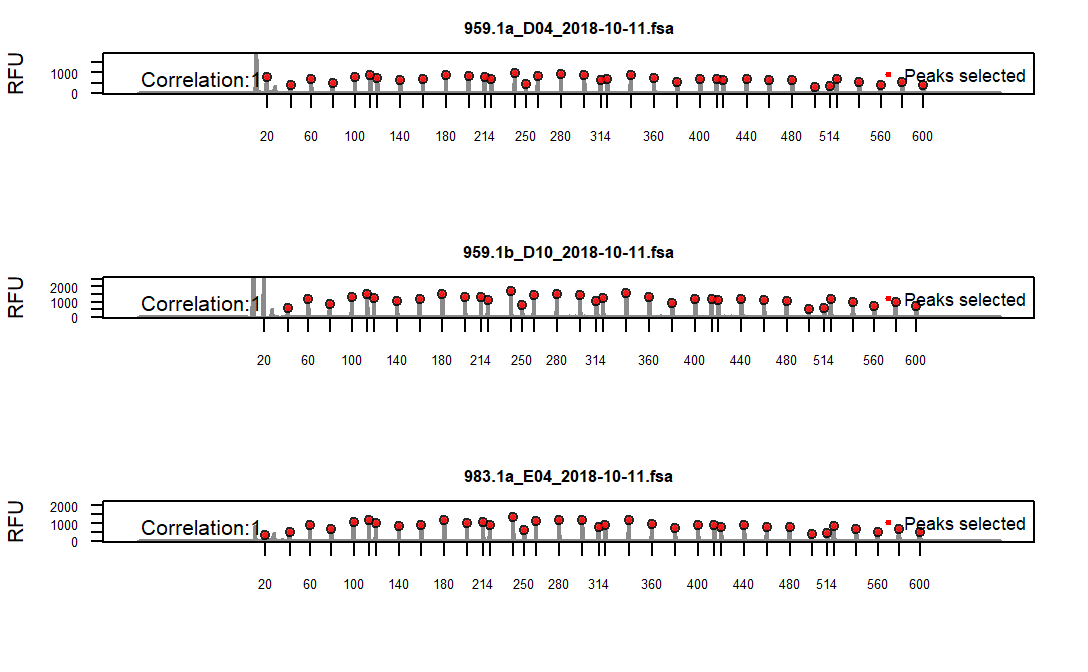 959.1a_D04_2018-10-11.fsa
RFU
1000
0
Correlation:1
Peaks selected
20 60 100 140 180 214 250 280 314 360 400 440 480 514 560 600
959.1b_D10_2018-10-11.fsa
RFU
2000
1000
0
Correlation:1
Peaks selected
20 60 100 140 180 214 250 280 314 360 400 440 480 514 560 600
983.1a_E04_2018-10-11.fsa
RFU
2000
1000
0
Correlation:1
Peaks selected
20 60 100 140 180 214 250 280 314 360 400 440 480 514 560 600